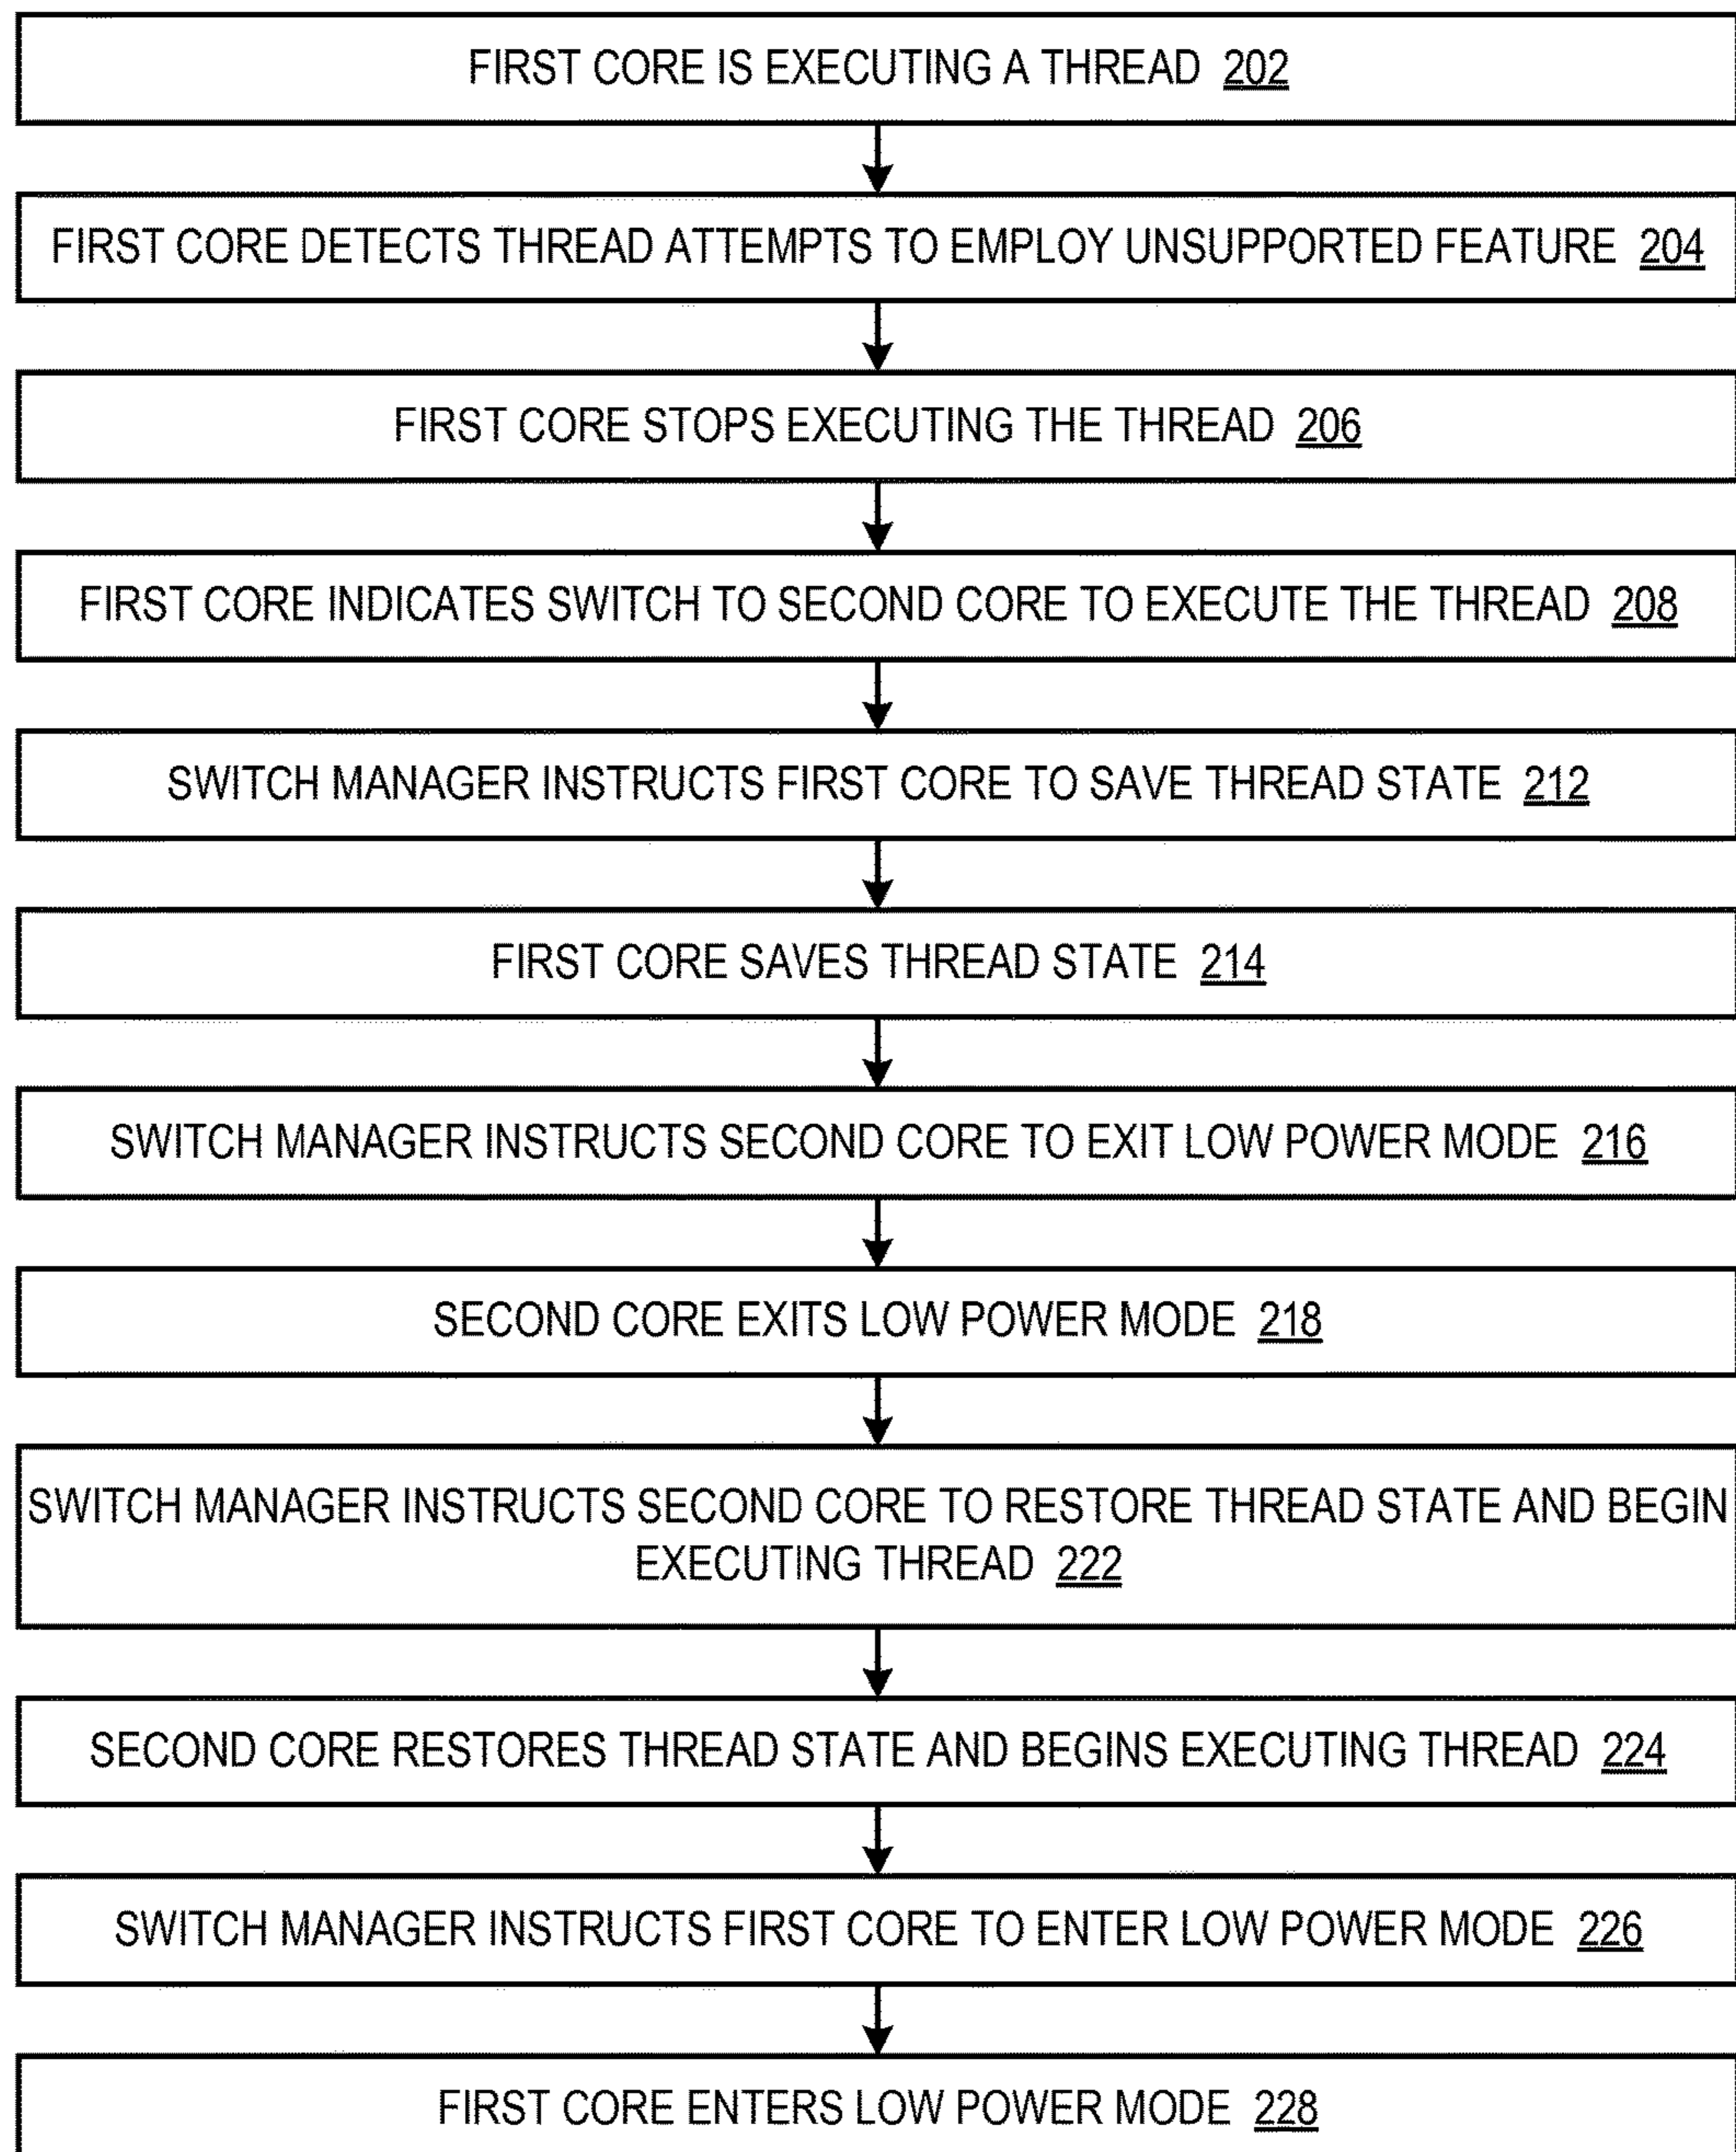 FIRST CORE IS EXECUTING A THREAD 202
FIRST CORE DETECTS THREAD ATTEMPTS TO EMPLOY UNSUPPORTED FEATURE 204
FIRST CORE STOPS EXECUTING THE THREAD 206
FIRST CORE INDICATES SWITCH TO SECOND CORE TO EXECUTE THE THREAD 208
SWITCH MANAGER INSTRUCTS FIRST CORE TO SAVE THREAD STATE 212
FIRST CORE SAVES THREAD STATE 214
SWITCH MANAGER INSTRUCTS SECOND CORE TO EXIT LOW POWER MODE 216
SECOND CORE EXITS LOW POWER MODE 218
SWITCH MANAGER INSTRUCTS SECOND CORE TO RESTORE THREAD STATE AND BEGIN
EXECUTING THREAD 222
SECOND CORE RESTORES THREAD STATE AND BEGINS EXECUTING THREAD 224
SWITCH MANAGER INSTRUCTS FIRST CORE TO ENTER LOW POWER MODE 226
FIRST CORE ENTERS LOW POWER MODE 228